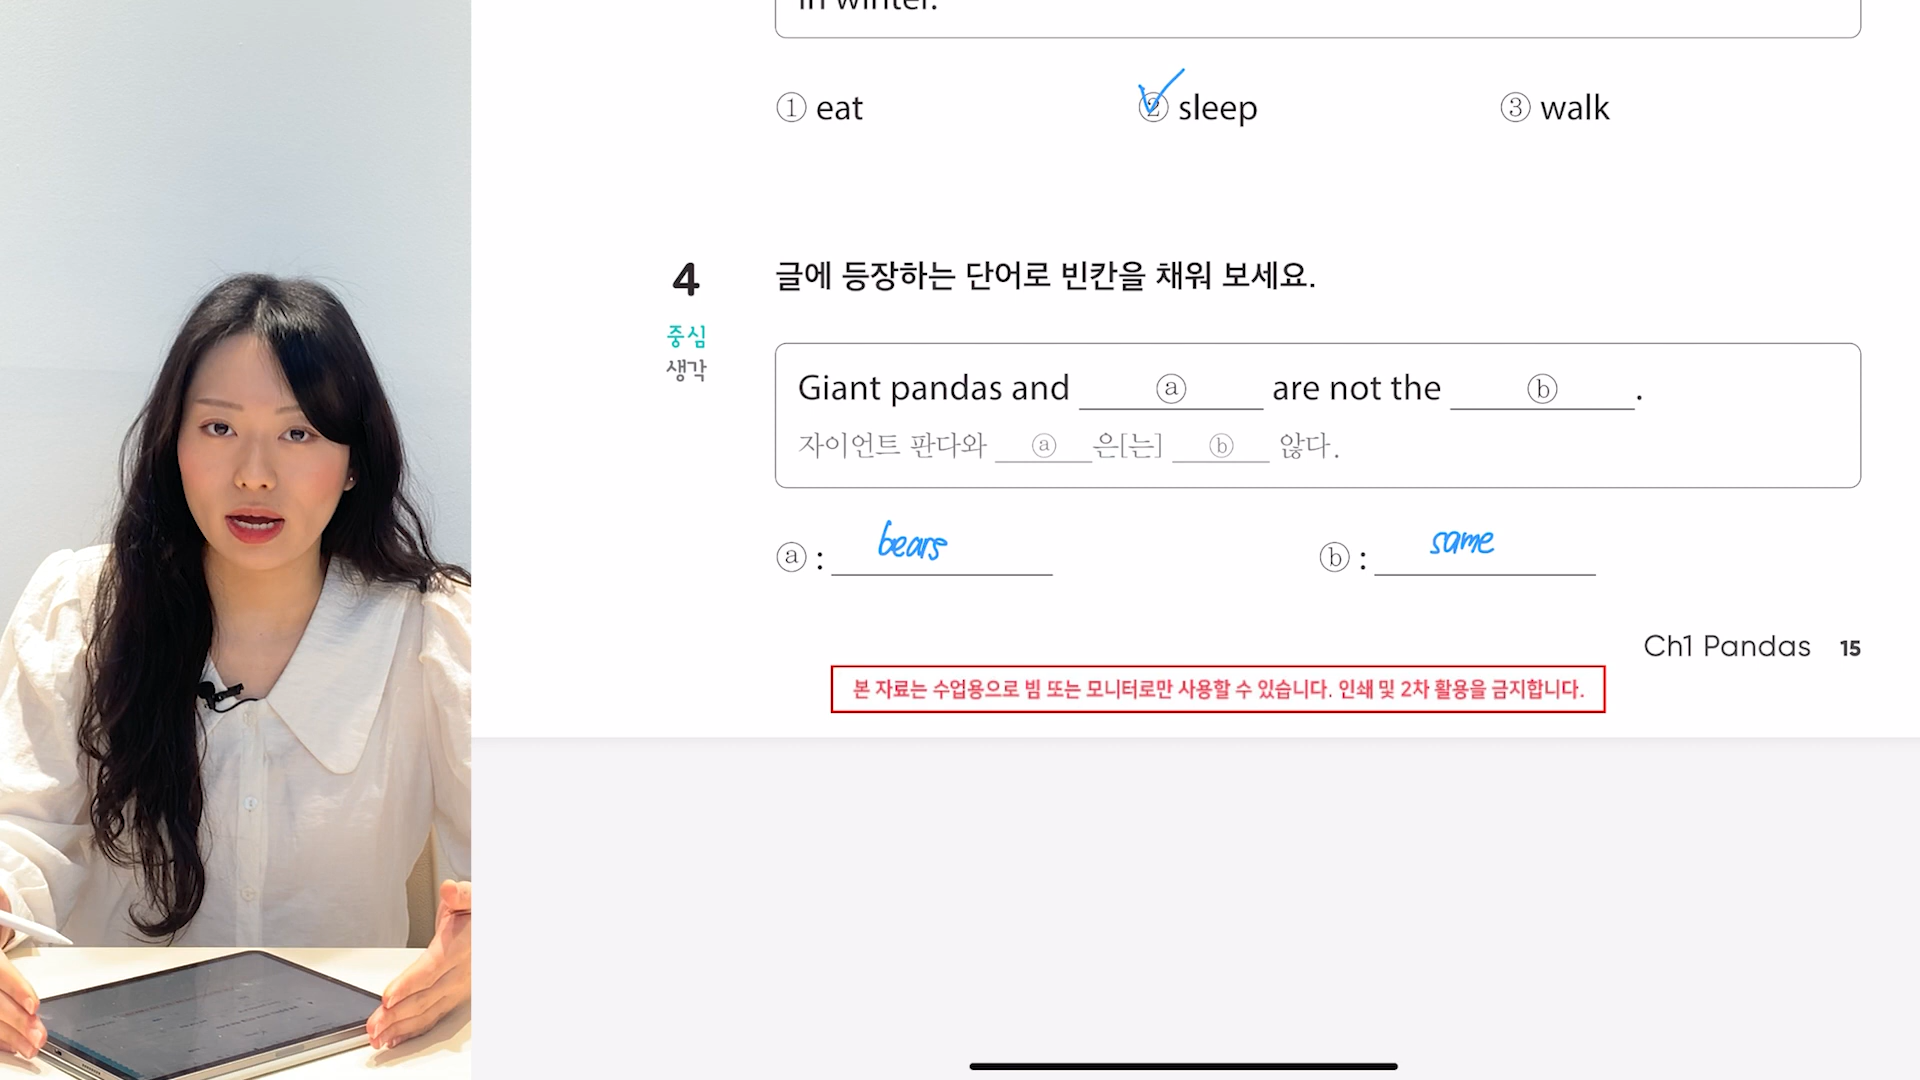 in winter.
① eat ② sleep ③ walk
4 글에 등장하는 단어로 빈칸을 채워 보세요.
중심
생각
Giant pandas and ⓐ are not the ⓑ .
자이언트 판다와 ⓐ 은[는] ⓑ 않다.
ⓐ : bears ⓑ : same
Ch1 Pandas 15
본 자료는 수업용으로 빔 또는 모니터로만 사용할 수 있습니다. 인쇄 및 2차 활용을 금지합니다.